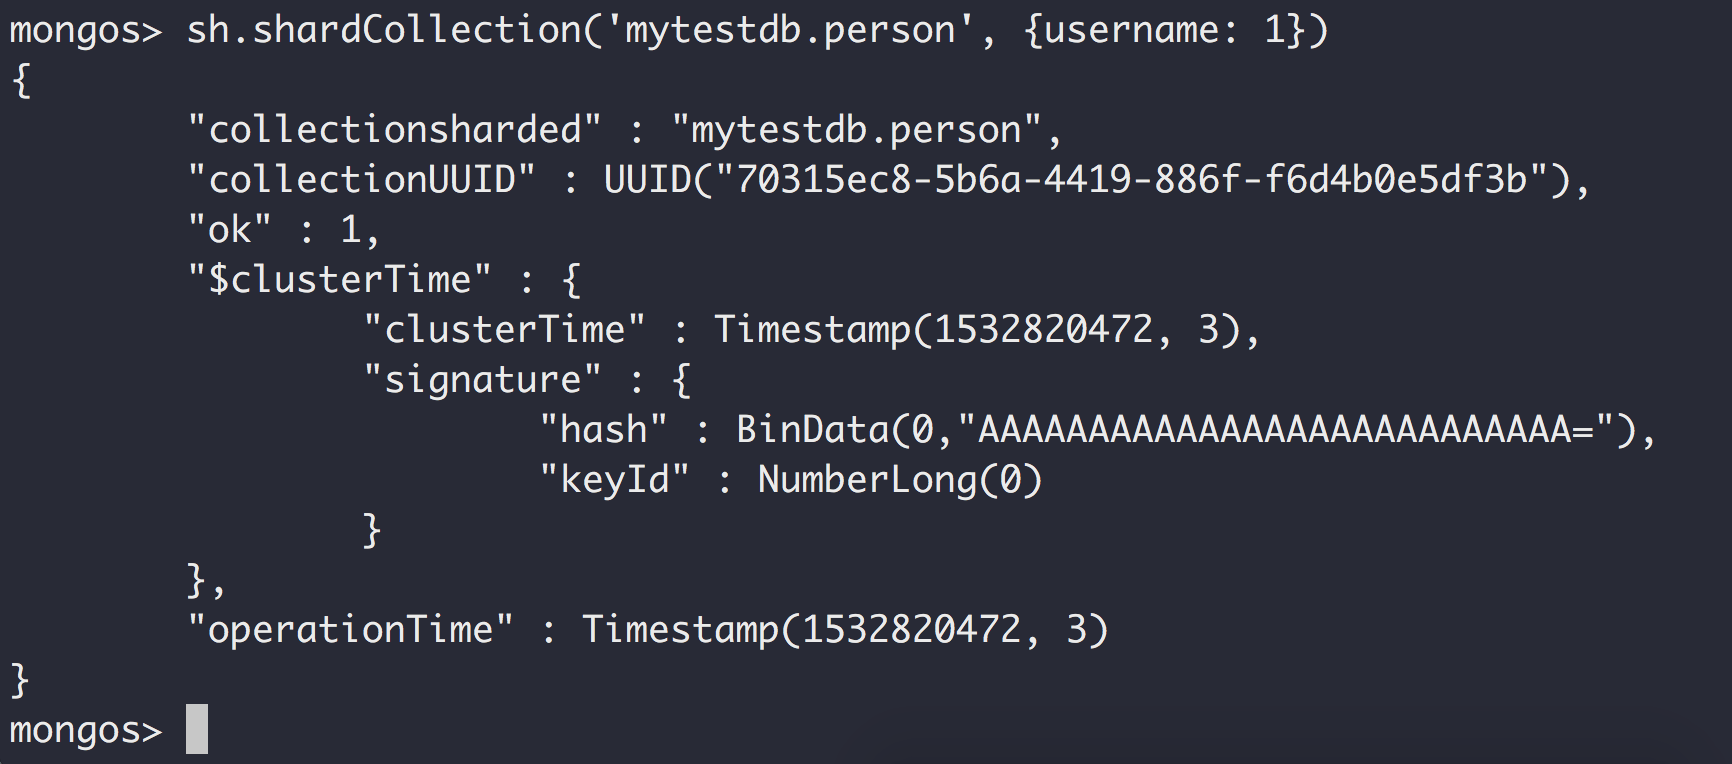 mongos> sh.shardCollection('mytestdb.person', {username: 1})
{
        "collectionsharded" : "mytestdb.person",
        "collectionUUID" : UUID("70315ec8-5b6a-4419-886f-f6d4b0e5df3b"),
        "ok" : 1,
        "$clusterTime" : {
                "clusterTime" : Timestamp(1532820472, 3),
                "signature" : {
                        "hash" : BinData(0,"AAAAAAAAAAAAAAAAAAAAAAAAAAA="),
                        "keyId" : NumberLong(0)
                }
        },
        "operationTime" : Timestamp(1532820472, 3)
}
mongos>